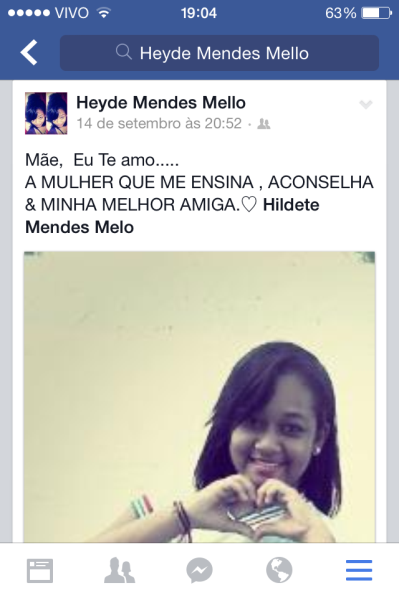 VIVO 19:04 63%
Heyde Mendes Mello
Heyde Mendes Mello
14 de setembro às 20:52 ·
Mãe, Eu Te amo.....
A MULHER QUE ME ENSINA , ACONSELHA
& MINHA MELHOR AMIGA.♡ Hildete
Mendes Melo